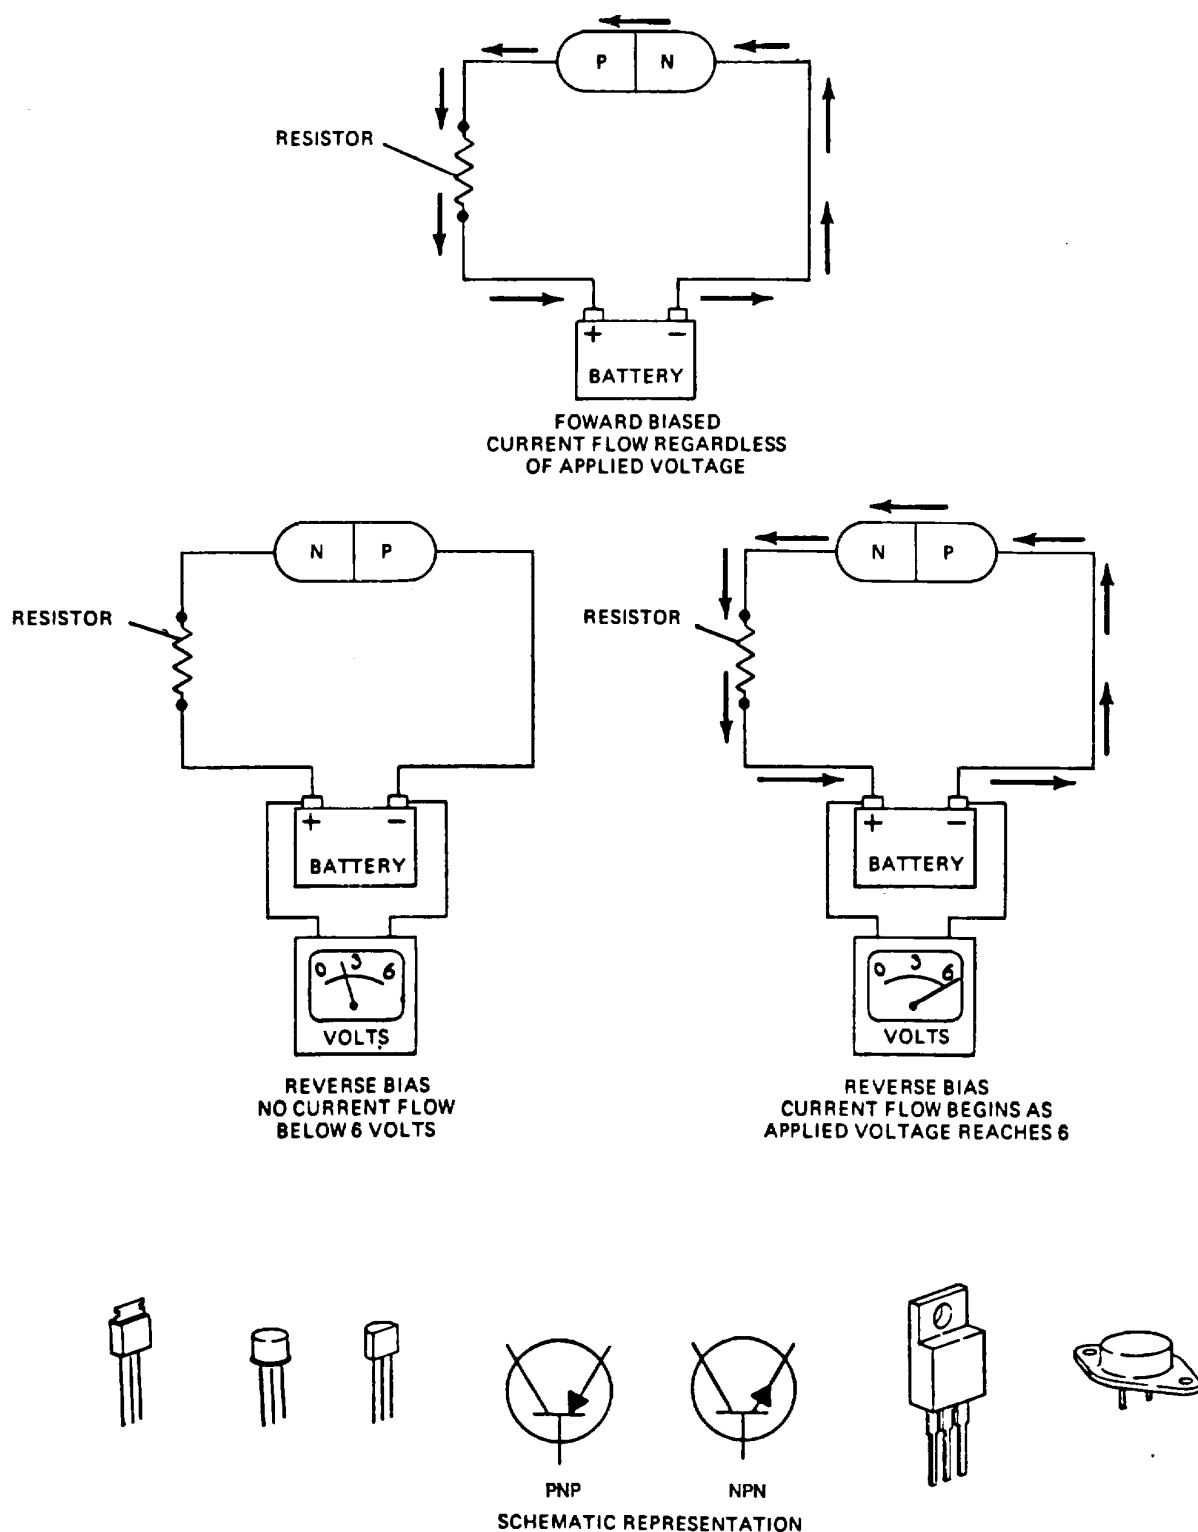 P N
RESISTOR
+ −
BATTERY
FOWARD BIASED
CURRENT FLOW REGARDLESS
OF APPLIED VOLTAGE
N P
RESISTOR
+ −
BATTERY
0 3 6
VOLTS
REVERSE BIAS
NO CURRENT FLOW
BELOW 6 VOLTS
N P
RESISTOR
+ −
BATTERY
0 3 6
VOLTS
REVERSE BIAS
CURRENT FLOW BEGINS AS
APPLIED VOLTAGE REACHES 6
PNP
NPN
SCHEMATIC REPRESENTATION